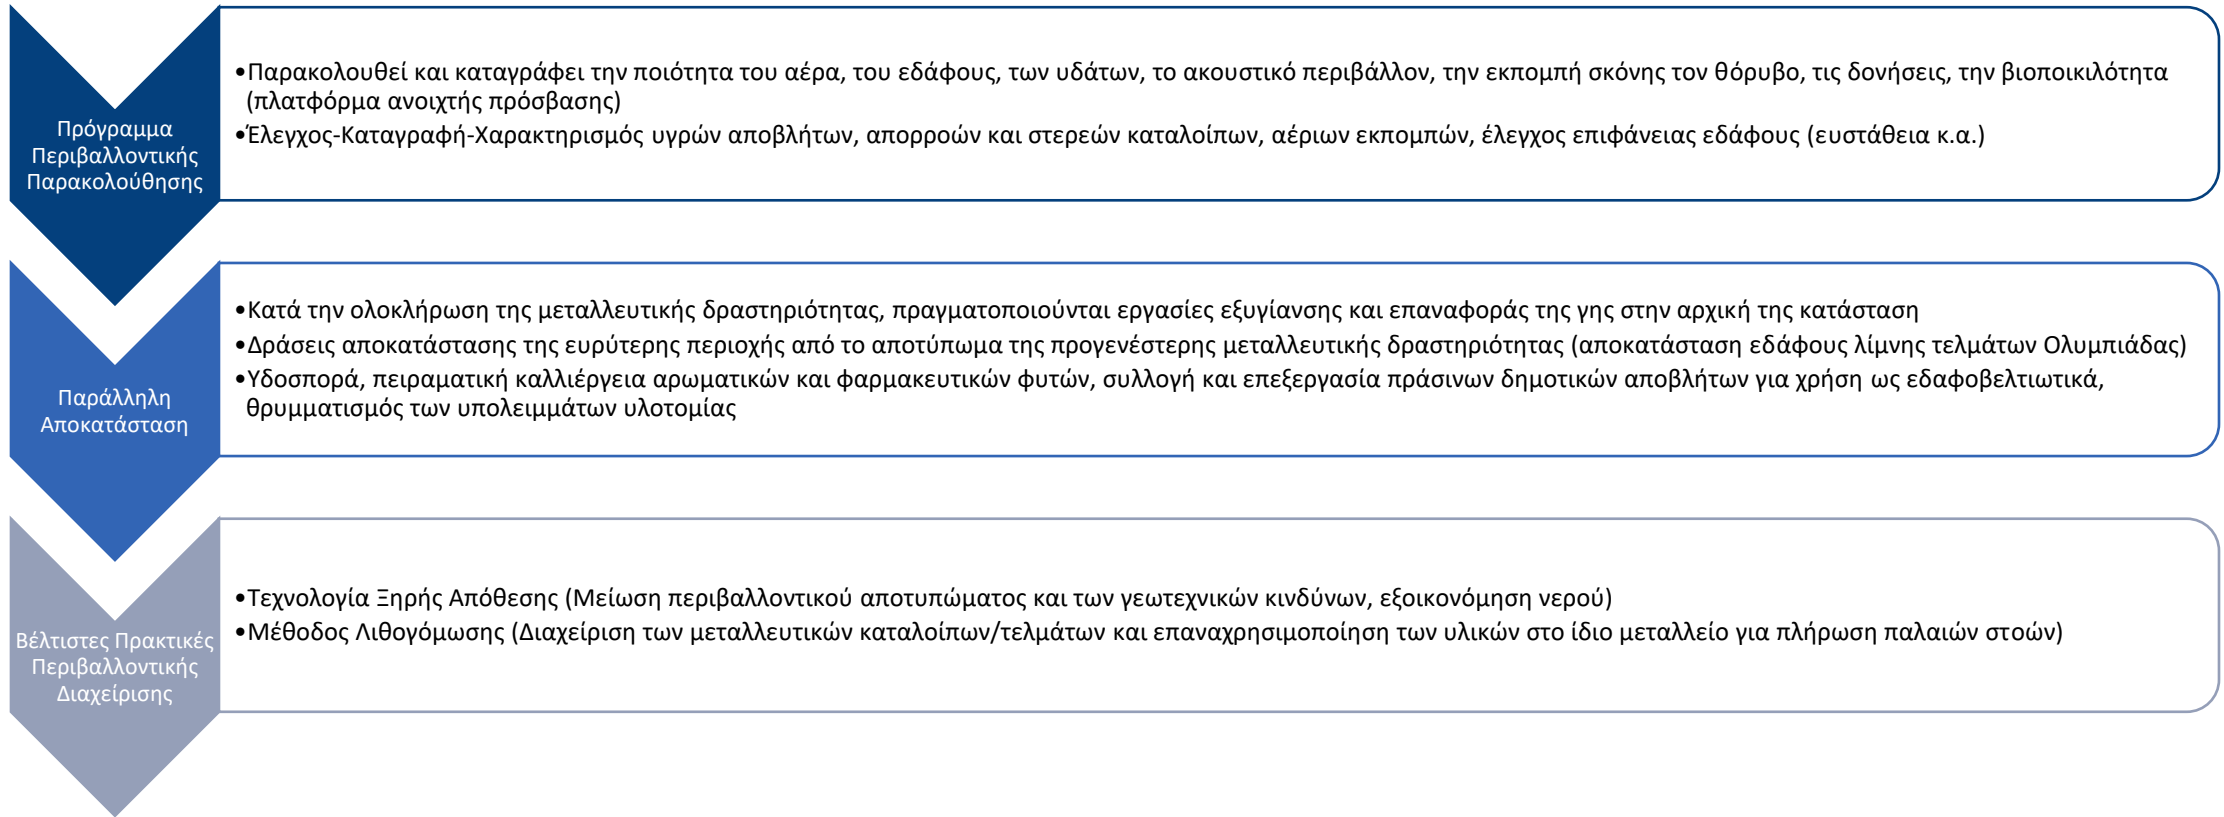 Πρόγραμμα
Περιβαλλοντικής
Παρακολούθησης
•Παρακολουθεί και καταγράφει την ποιότητα του αέρα, του εδάφους, των υδάτων, το ακουστικό περιβάλλον, την εκπομπή σκόνης τον θόρυβο, τις δονήσεις, την βιοποικιλότητα
(πλατφόρμα ανοιχτής πρόσβασης)
•Έλεγχος-Καταγραφή-Χαρακτηρισμός υγρών αποβλήτων, απορροών και στερεών καταλοίπων, αέριων εκπομπών, έλεγχος επιφάνειας εδάφους (ευστάθεια κ.α.)
Παράλληλη
Αποκατάσταση
•Κατά την ολοκλήρωση της μεταλλευτικής δραστηριότητας, πραγματοποιούνται εργασίες εξυγίανσης και επαναφοράς της γης στην αρχική της κατάσταση
•Δράσεις αποκατάστασης της ευρύτερης περιοχής από το αποτύπωμα της προγενέστερης μεταλλευτικής δραστηριότητας (αποκατάσταση εδάφους λίμνης τελμάτων Ολυμπιάδας)
•Υδοσπορά, πειραματική καλλιέργεια αρωματικών και φαρμακευτικών φυτών, συλλογή και επεξεργασία πράσινων δημοτικών αποβλήτων για χρήση ως εδαφοβελτιωτικά,
θρυμματισμός των υπολειμμάτων υλοτομίας
Βέλτιστες Πρακτικές
Περιβαλλοντικής
Διαχείρισης
•Τεχνολογία Ξηρής Απόθεσης (Μείωση περιβαλλοντικού αποτυπώματος και των γεωτεχνικών κινδύνων, εξοικονόμηση νερού)
•Μέθοδος Λιθογόμωσης (Διαχείριση των μεταλλευτικών καταλοίπων/τελμάτων και επαναχρησιμοποίηση των υλικών στο ίδιο μεταλλείο για πλήρωση παλαιών στοών)